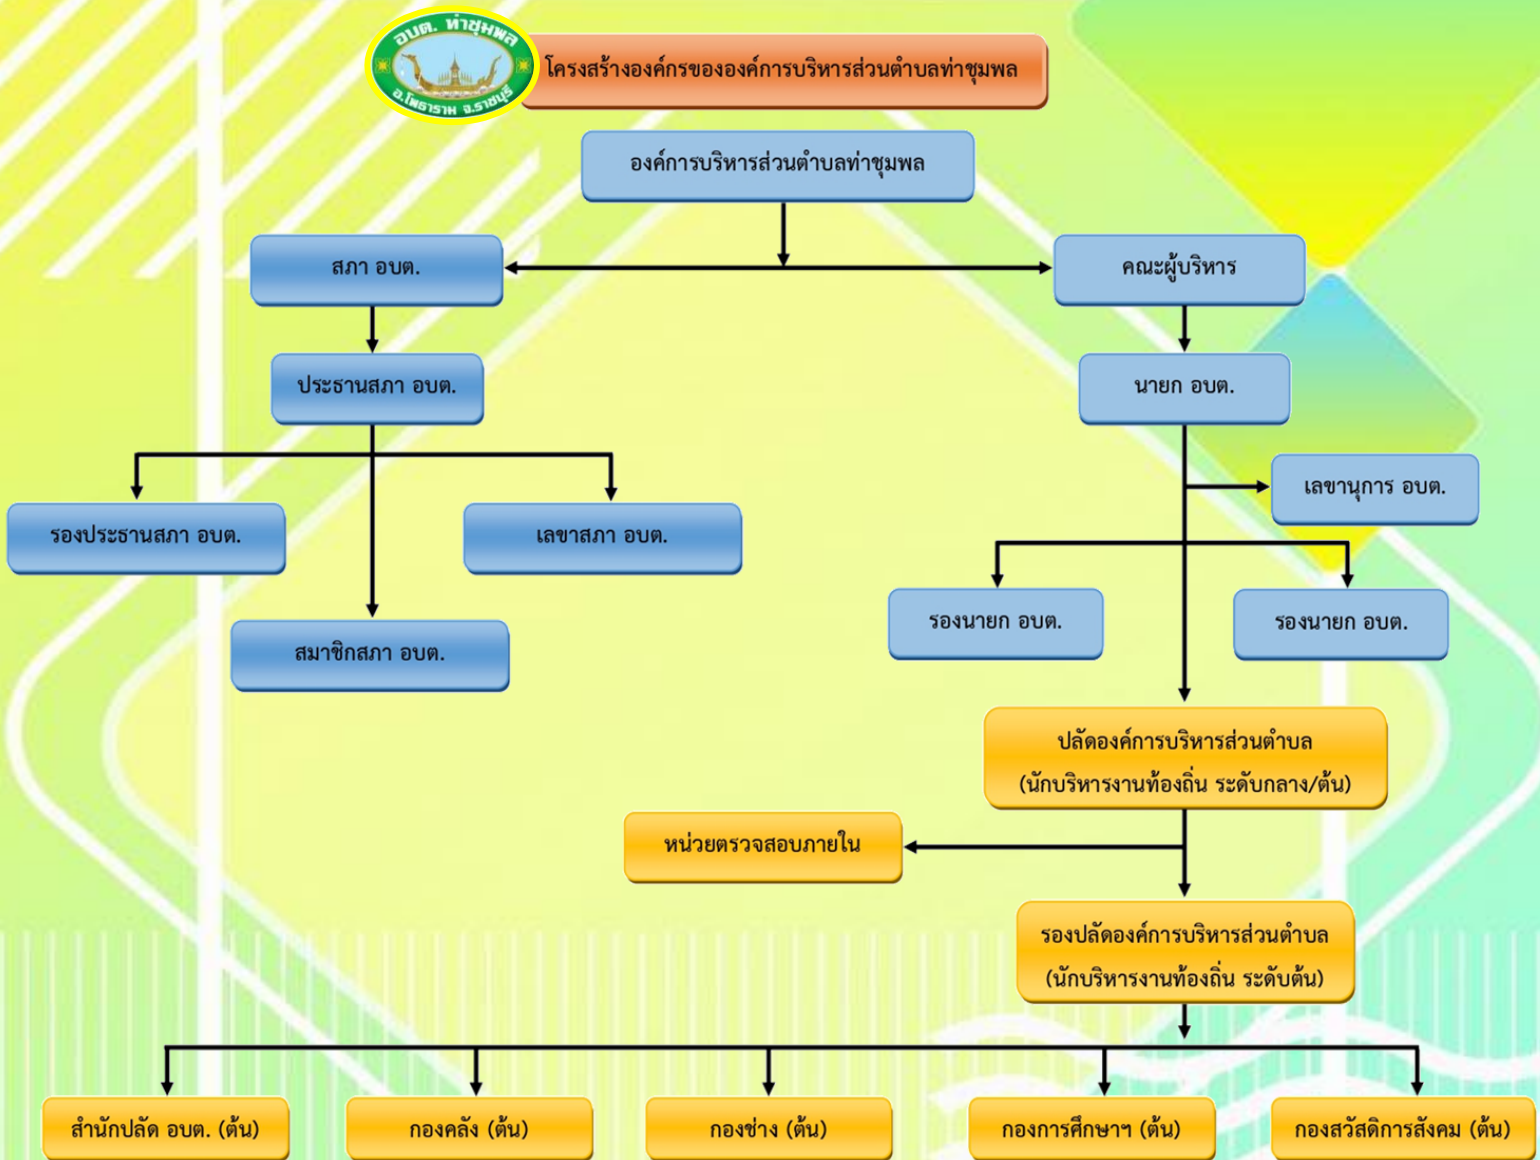 อบต. ท่าชุมพล
อ.โพธาราม จ.ราชบุรี
โครงสร้างองค์กรขององค์การบริหารส่วนตำบลท่าชุมพล
องค์การบริหารส่วนตำบลท่าชุมพล
สภา อบต.
คณะผู้บริหาร
ประธานสภา อบต.
นายก อบต.
เลขานุการ อบต.
รองประธานสภา อบต.
เลขาสภา อบต.
รองนายก อบต.
รองนายก อบต.
สมาชิกสภา อบต.
ปลัดองค์การบริหารส่วนตำบล
(นักบริหารงานท้องถิ่น ระดับกลาง/ต้น)
หน่วยตรวจสอบภายใน
รองปลัดองค์การบริหารส่วนตำบล
(นักบริหารงานท้องถิ่น ระดับต้น)
สำนักปลัด อบต. (ต้น)
กองคลัง (ต้น)
กองช่าง (ต้น)
กองการศึกษาฯ (ต้น)
กองสวัสดิการสังคม (ต้น)